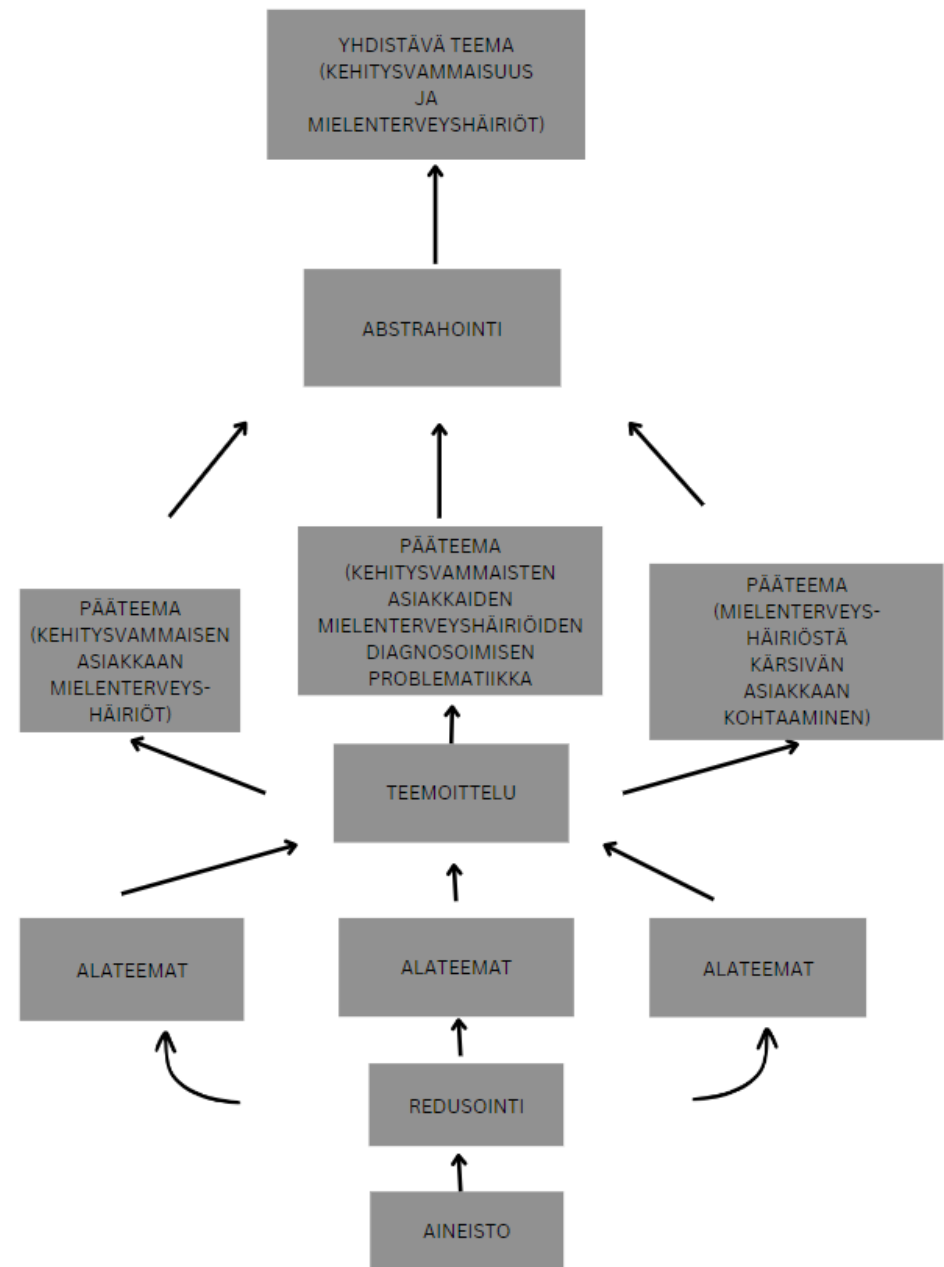 YHDISTÄVÄ TEEMA
(KEHITYSVAMMAISUUS
JA
MIELENTERVEYSHÄIRIÖT)
ABSTRAHOINTI
PÄÄTEEMA
(KEHITYSVAMMAISEN
ASIAKKAAN
MIELENTERVEYS-
HÄIRIÖT)
PÄÄTEEMA
(KEHITYSVAMMAISTEN
ASIAKKAIDEN
MIELENTERVEYSHÄIRIÖIDEN
DIAGNOSOIMISEN
PROBLEMATIIKKA
PÄÄTEEMA
(MIELENTERVEYS-
HÄIRIÖSTÄ
KÄRSIVÄN
ASIAKKAAN
KOHTAAMINEN)
TEEMOITTELU
ALATEEMAT
ALATEEMAT
ALATEEMAT
REDUSOINTI
AINEISTO